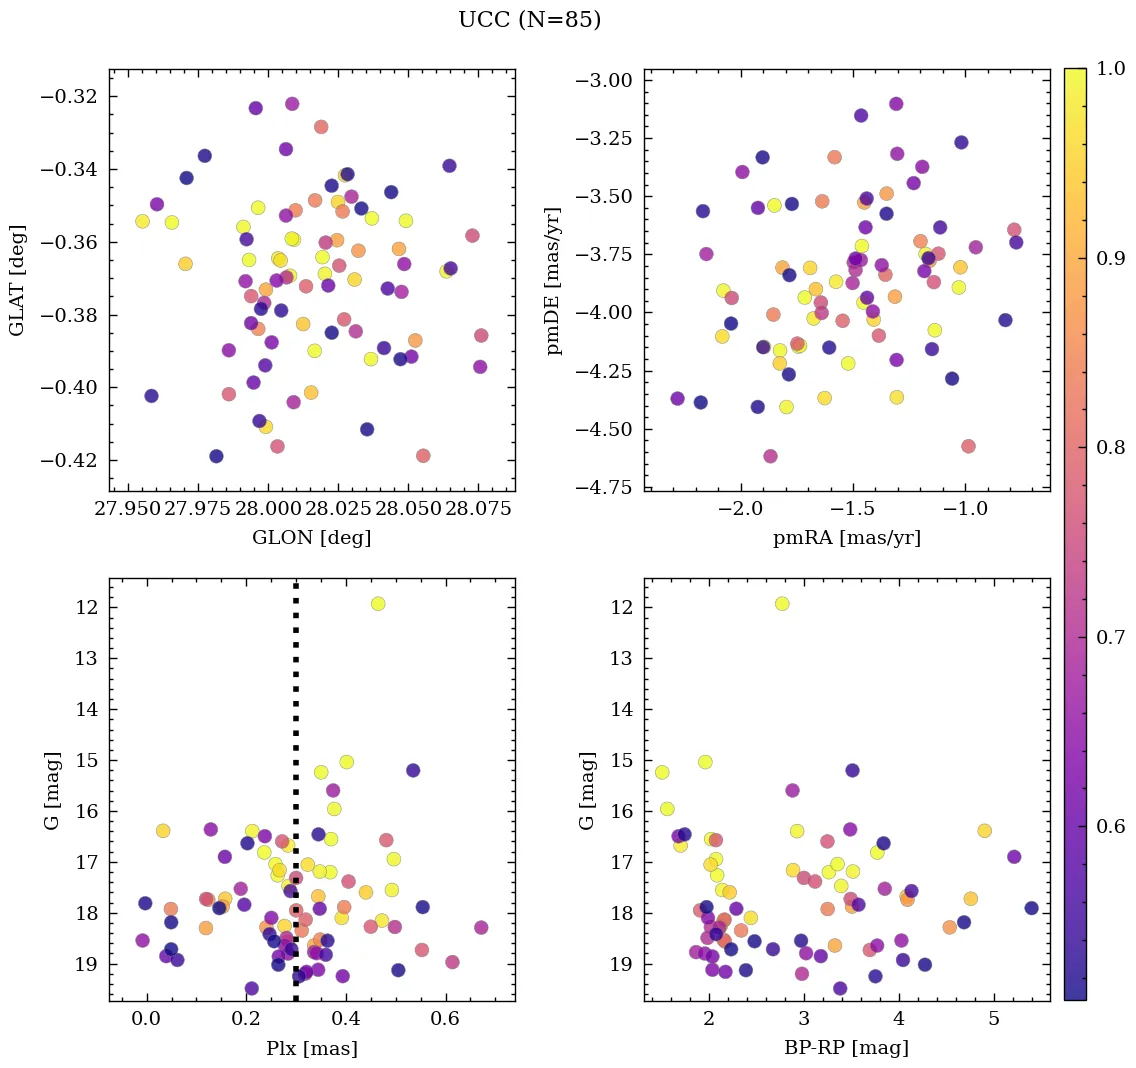 UCC (N=85)
−0.32
−0.34
−0.36
−0.38
−0.40
−0.42
GLAT [deg]
27.950 27.975 28.000 28.025 28.050 28.075
GLON [deg]
−3.00
−3.25
−3.50
−3.75
−4.00
−4.25
−4.50
−4.75
pmDE [mas/yr]
−2.0 −1.5 −1.0
pmRA [mas/yr]
12
13
14
15
16
17
18
19
G [mag]
0.0 0.2 0.4 0.6
Plx [mas]
12
13
14
15
16
17
18
19
G [mag]
2 3 4 5
BP-RP [mag]
1.0
0.9
0.8
0.7
0.6